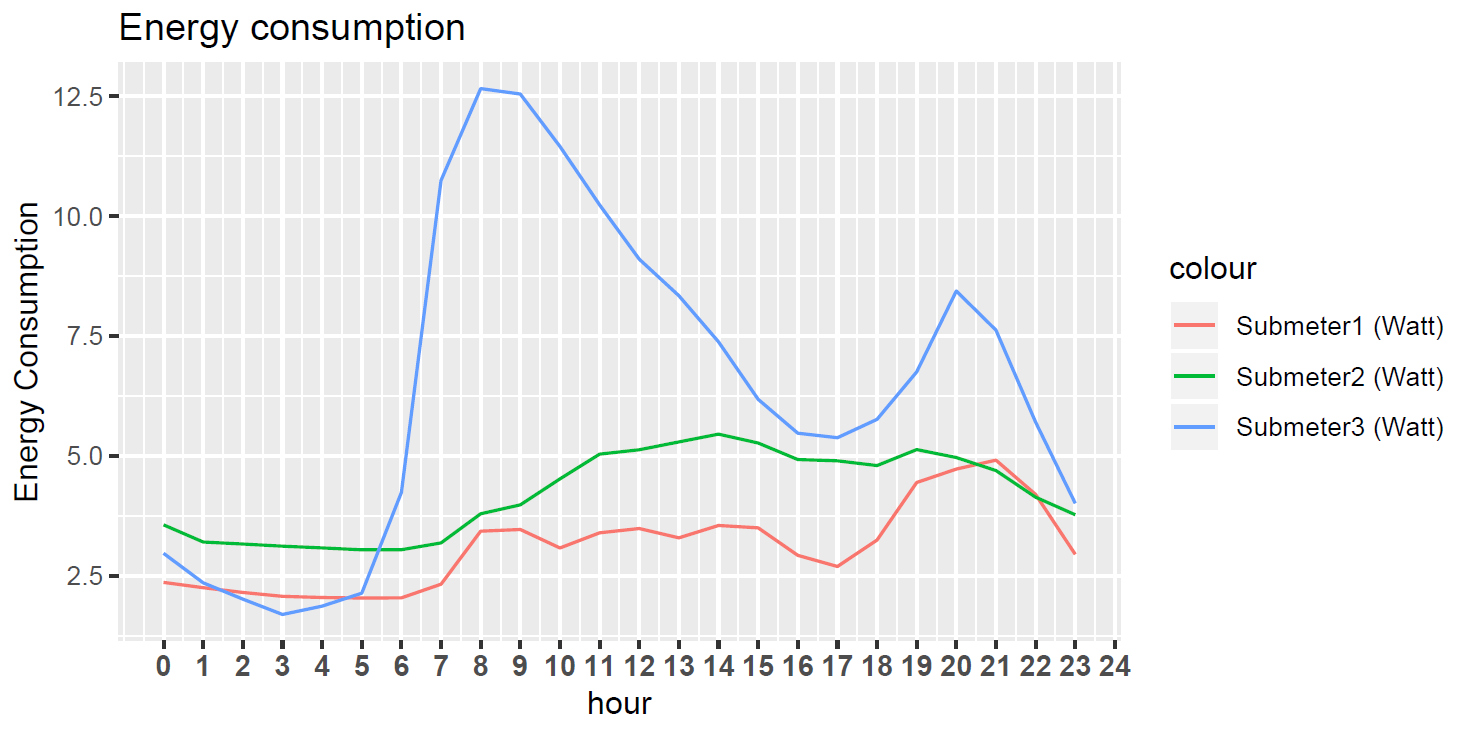 Energy consumption
Energy Consumption
12.5
10.0
7.5
5.0
2.5
0 1 2 3 4 5 6 7 8 9 10 11 12 13 14 15 16 17 18 19 20 21 22 23 24
hour
colour
Submeter1 (Watt)
Submeter2 (Watt)
Submeter3 (Watt)